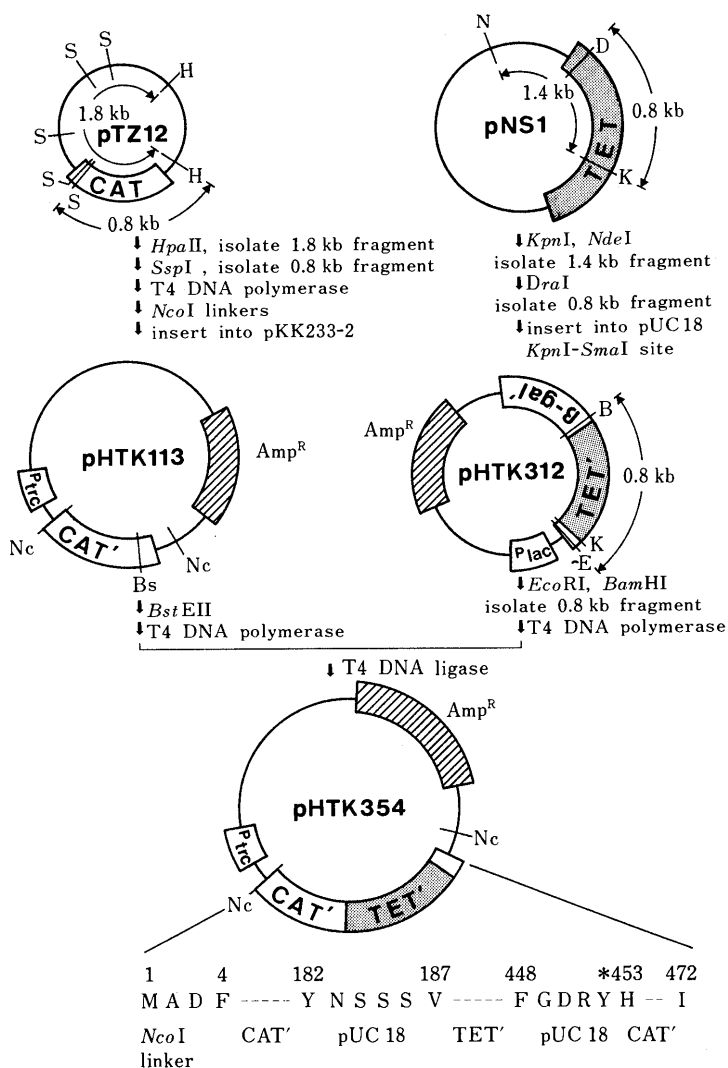 S
S
H
1.8 kb
pTZ12
S
S
S
CAT
H
0.8 kb
N
D
1.4 kb
0.8 kb
pNS1
TET
K
⬇HpaII, isolate 1.8 kb fragment
⬇SspI , isolate 0.8 kb fragment
⬇T4 DNA polymerase
⬇NcoI linkers
⬇insert into pKK233-2
⬇KpnI, NdeI
isolate 1.4 kb fragment
⬇DraI
isolate 0.8 kb fragment
⬇insert into pUC18
KpnI-SmaI site
pHTK113
AmpR
Ptrc
Nc
CAT′
Nc
Bs
β-gal′
B
AmpR
pHTK312
TET′
0.8 kb
Plac
K
E
⬇BstEII
⬇T4 DNA polymerase
⬇EcoRI, BamHI
isolate 0.8 kb fragment
⬇T4 DNA polymerase
⬇T4 DNA ligase
AmpR
pHTK354
Ptrc
Nc
Nc
CAT′
TET′
1 4 182 187 448 *453 472
M A D F ----- Y N S S S V ----- F G D R Y H -- I
NcoI linker CAT′ pUC 18 TET′ pUC 18 CAT′